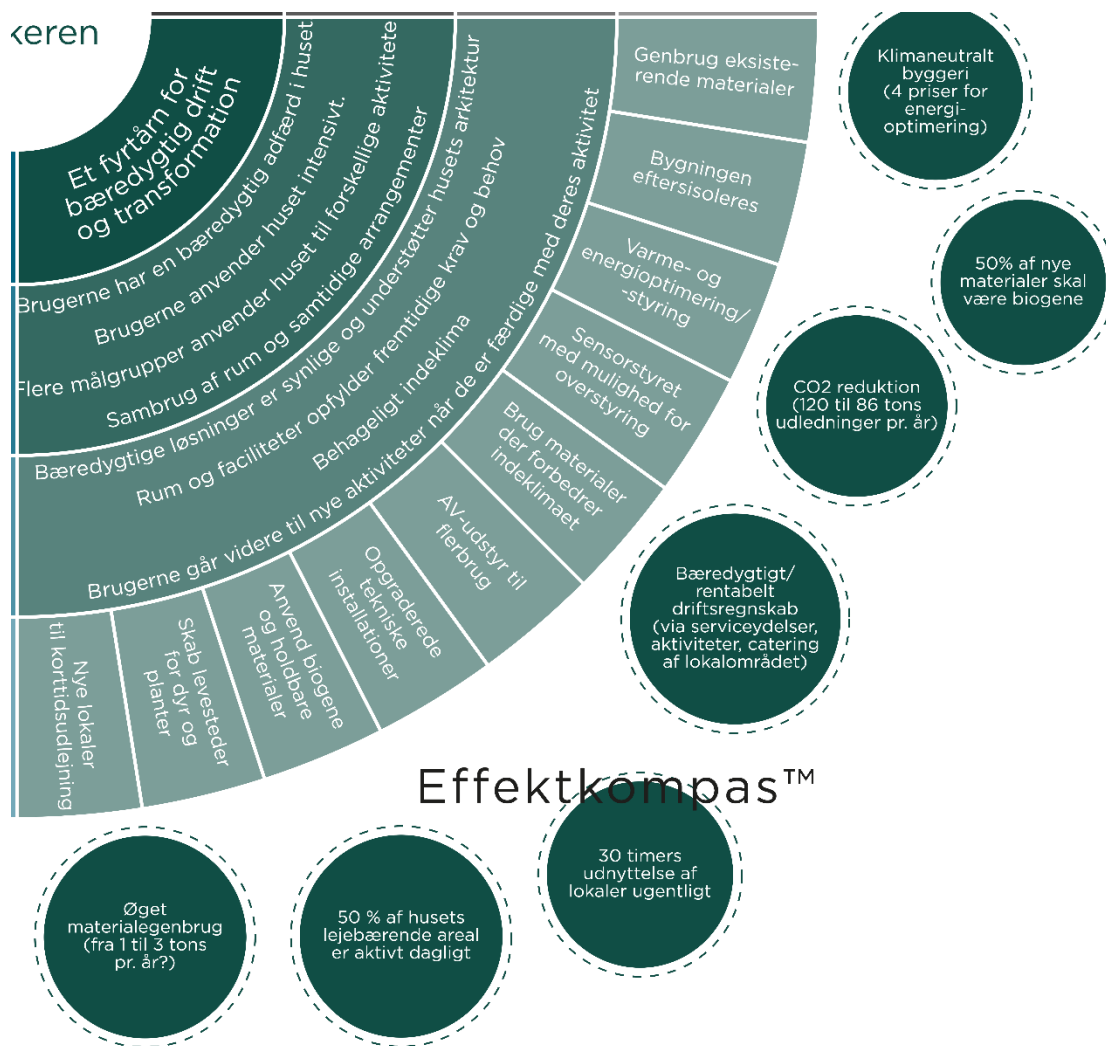 keren
Et fyrtårn for
bæredygtig drift
og transformation
Brugerne har en bæredygtig adfærd i huset
Brugerne anvender huset intensivt.
Flere målgrupper anvender huset til forskellige aktivitete
Sambrug af rum og samtidige arrangementer
Bæredygtige løsninger er synlige og understøtter husets arkitektur
Rum og faciliteter opfylder fremtidige krav og behov
Behageligt indeklima
Brugerne går videre til nye aktiviteter når de er færdige med deres aktivitet
Genbrug eksiste-
rende materialer
Bygningen
eftersisoleres
Varme- og
energioptimering/
-styring
Sensorstyret
med mulighed for
overstyring
Brug materialer
der forbedrer
indeklimaet
AV-udstyr til
flerbrug
Opgraderede
tekniske
installationer
Anvend biogene
og holdbare
materialer
Skab levesteder
for dyr og
planter
Nye lokaler
til korttidsudlejning
Klimaneutralt
byggeri
(4 priser for
energi-
optimering)
50% af nye
materialer skal
være biogene
CO2 reduktion
(120 til 86 tons
udledninger pr. år)
Bæredygtigt/
rentabelt
driftsregnskab
(via serviceydelser,
aktiviteter, catering
af lokalområdet)
Effektkompas™
30 timers
udnyttelse af
lokaler ugentligt
50 % af husets
lejebærende areal
er aktivt dagligt
Øget
materialegenbrug
(fra 1 til 3 tons
pr. år?)